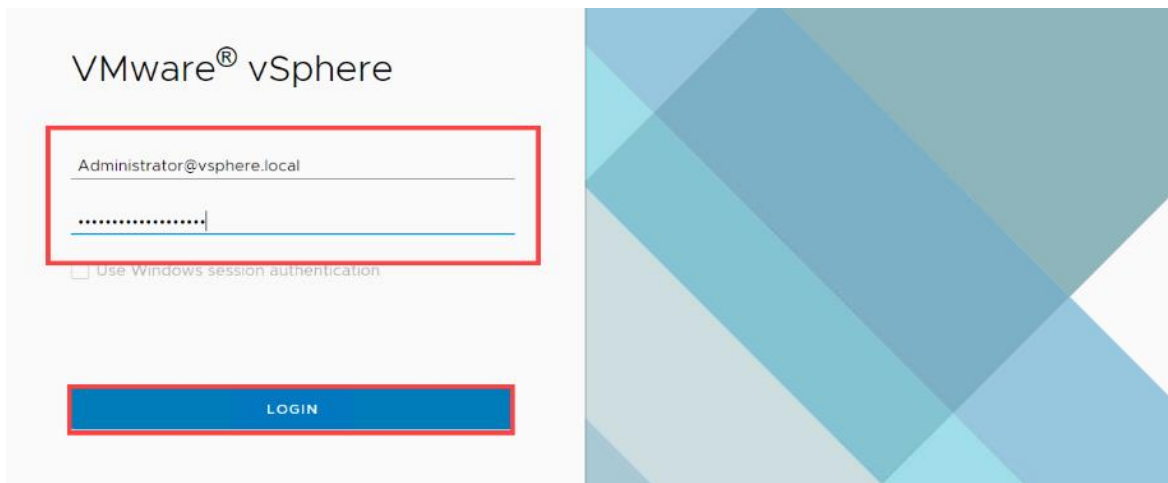 VMware® vSphere
Administrator@vsphere.local
•••••••••••••••••••
Use Windows session authentication
LOGIN